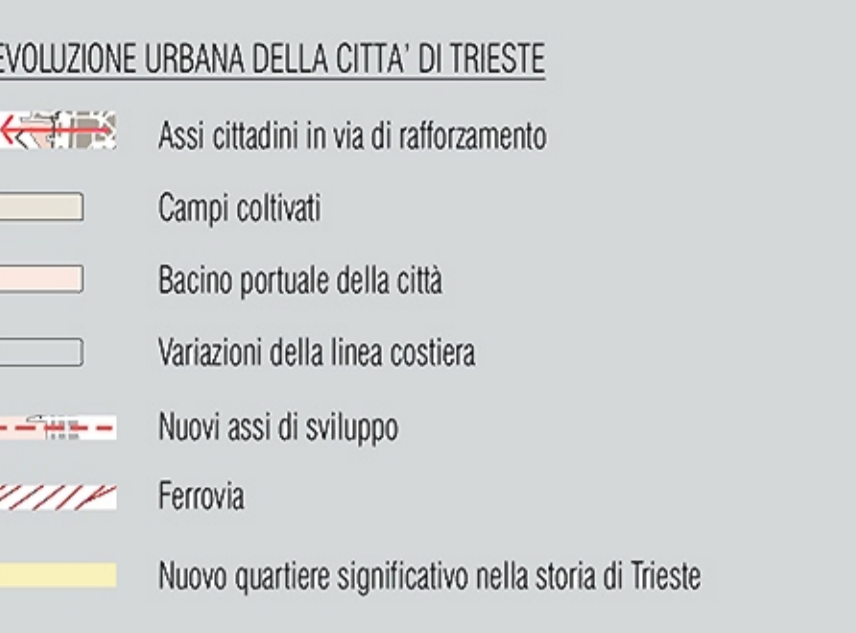 EVOLUZIONE URBANA DELLA CITTA' DI TRIESTE
Assi cittadini in via di rafforzamento
Campi coltivati
Bacino portuale della città
Variazioni della linea costiera
Nuovi assi di sviluppo
Ferrovia
Nuovo quartiere significativo nella storia di Trieste